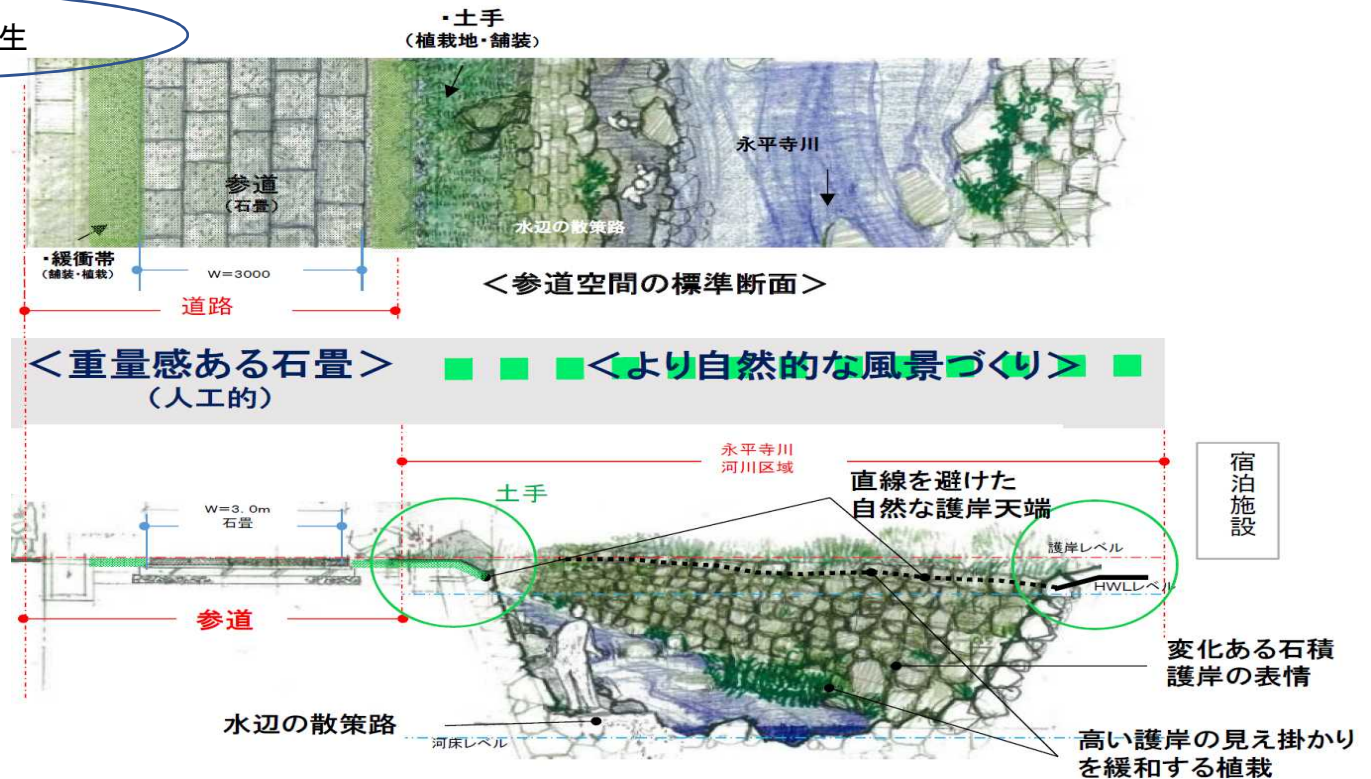 生
・土手
(植栽地・舗装)
永平寺川
参道
(石畳)
水辺の散策路
・緩衝帯
(舗装・植栽)
W=3000
<参道空間の標準断面>
道路
<重量感ある石畳>
(人工的)
<より自然的な風景づくり>
永平寺川
河川区域
宿泊施設
土手
直線を避けた
自然な護岸天端
W=3.0m
石畳
護岸レベル
HWLレベル
参道
変化ある石積
護岸の表情
水辺の散策路
河床レベル
高い護岸の見え掛かり
を緩和する植栽